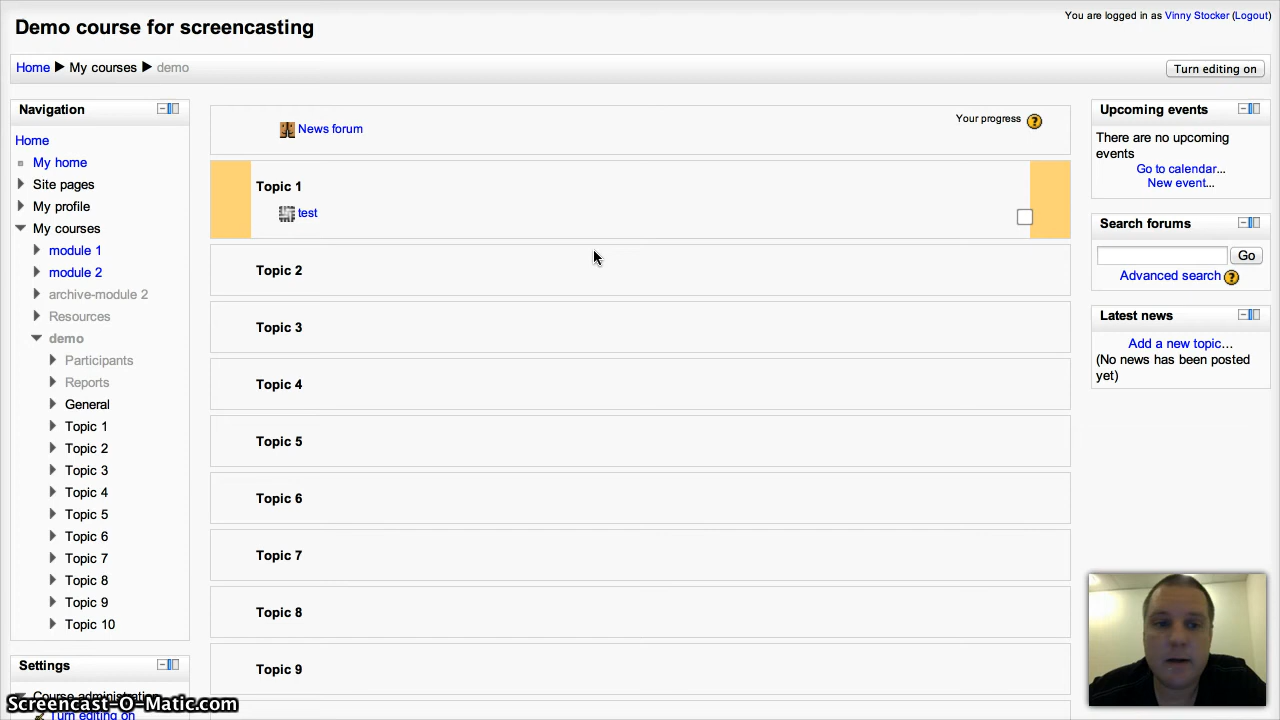 Demo course for screencasting
You are logged in as Vinny Stocker (Logout)
Home ► My courses ► demo
Turn editing on
Navigation
Home
My home
Site pages
My profile
My courses
module 1
module 2
archive-module 2
Resources
demo
Participants
Reports
General
Topic 1
Topic 2
Topic 3
Topic 4
Topic 5
Topic 6
Topic 7
Topic 8
Topic 9
Topic 10
Settings
Course administration
Turn editing on
News forum
Your progress
Topic 1
test
Topic 2
Topic 3
Topic 4
Topic 5
Topic 6
Topic 7
Topic 8
Topic 9
Upcoming events
There are no upcoming
events
Go to calendar...
New event...
Search forums
Go
Advanced search
Latest news
Add a new topic...
(No news has been posted
yet)
Screencast-O-Matic.com